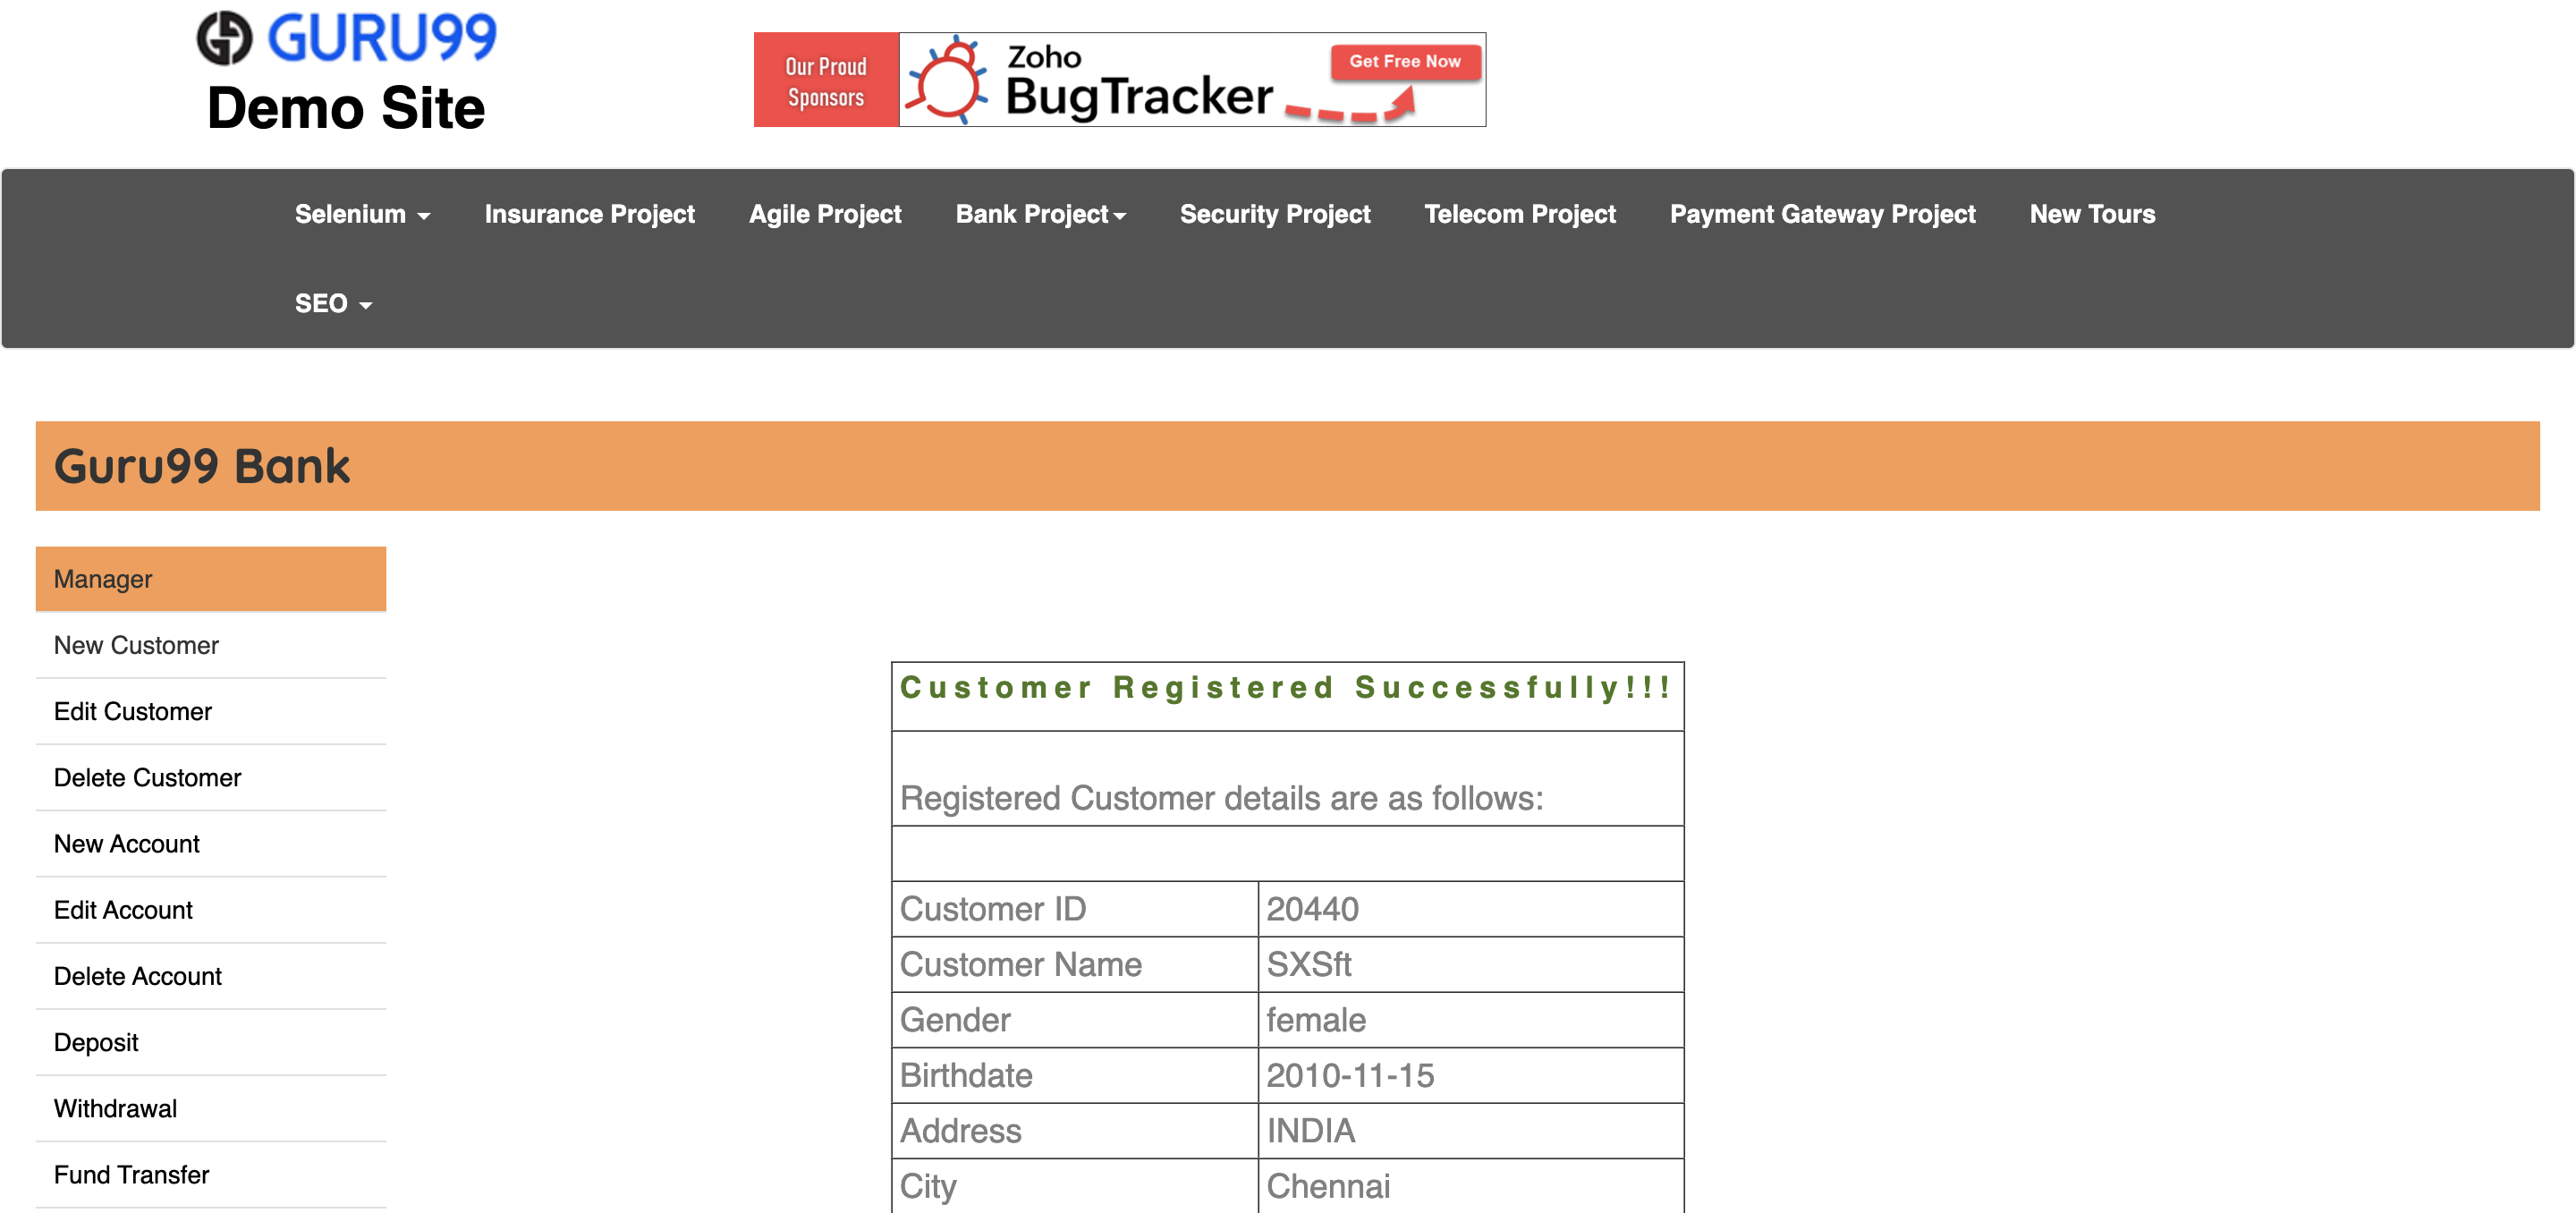 GURU99
Demo Site
Our Proud
Sponsors
Zoho
BugTracker
Get Free Now
Selenium Insurance Project Agile Project Bank Project Security Project Telecom Project Payment Gateway Project New Tours
SEO
Guru99 Bank
Manager
New Customer
Edit Customer
Delete Customer
New Account
Edit Account
Delete Account
Deposit
Withdrawal
Fund Transfer
Customer Registered Successfully!!!
Registered Customer details are as follows:
Customer ID 20440
Customer Name SXSft
Gender female
Birthdate 2010-11-15
Address INDIA
City Chennai